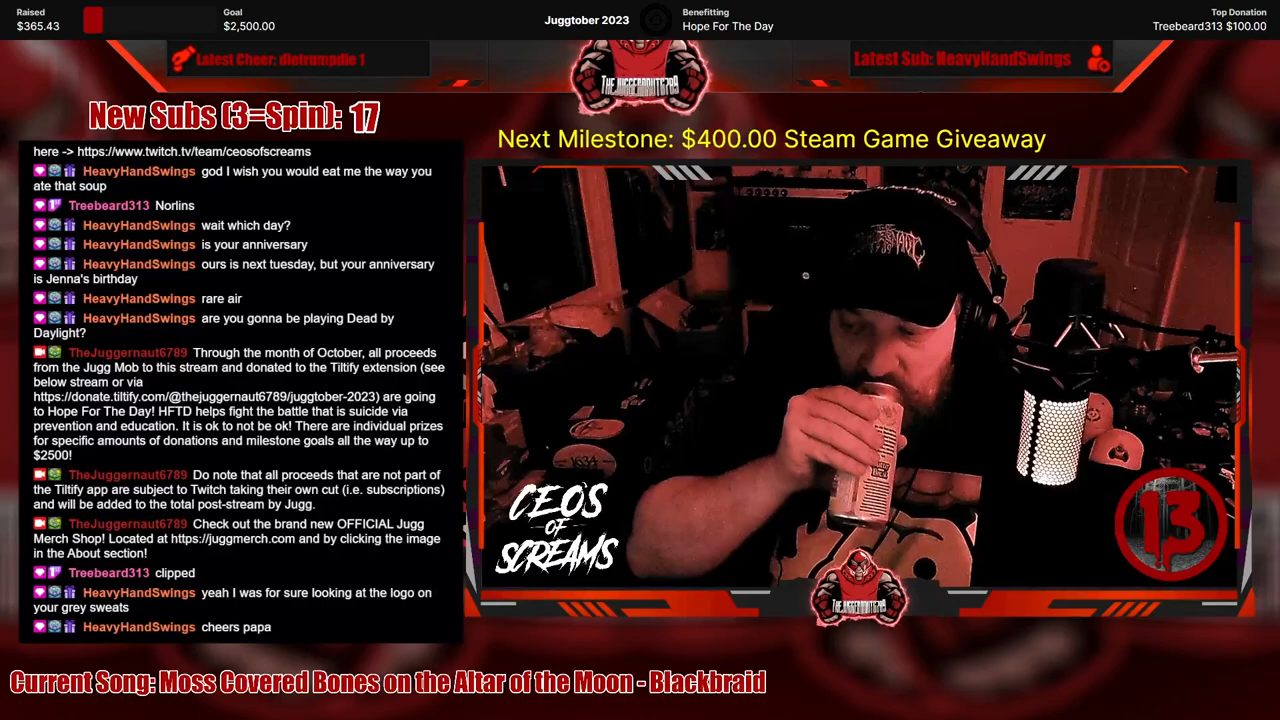 Raised
$365.43
Goal
$2,500.00
Juggtober 2023
Benefitting
Hope For The Day
Top Donation
Treebeard313 $100.00
Latest Cheer: dietrumpdie 1
THEJUGGERNAUT6789
Latest Sub: HeavyHandSwings
New Subs (3=Spin): 17
Next Milestone: $400.00 Steam Game Giveaway
here -> https://www.twitch.tv/team/ceosofscreams
HeavyHandSwings god I wish you would eat me the way you
ate that soup
Treebeard313 Norlins
HeavyHandSwings wait which day?
HeavyHandSwings is your anniversary
HeavyHandSwings ours is next tuesday, but your anniversary
is Jenna's birthday
HeavyHandSwings rare air
HeavyHandSwings are you gonna be playing Dead by
Daylight?
TheJuggernaut6789 Through the month of October, all proceeds
from the Jugg Mob to this stream and donated to the Tiltify extension (see
below stream or via
https://donate.tiltify.com/@thejuggernaut6789/juggtober-2023) are going
to Hope For The Day! HFTD helps fight the battle that is suicide via
prevention and education. It is ok to not be ok! There are individual prizes
for specific amounts of donations and milestone goals all the way up to
$2500!
TheJuggernaut6789 Do note that all proceeds that are not part of
the Tiltify app are subject to Twitch taking their own cut (i.e. subscriptions)
and will be added to the total post-stream by Jugg.
TheJuggernaut6789 Check out the brand new OFFICIAL Jugg
Merch Shop! Located at https://juggmerch.com and by clicking the image
in the About section!
Treebeard313 clipped
HeavyHandSwings yeah I was for sure looking at the logo on
your grey sweats
HeavyHandSwings cheers papa
1634
CEO'S
OF
SCREAMS
13
THEJUGGERNAUT6789
Current Song: Moss Covered Bones on the Altar of the Moon - Blackbraid